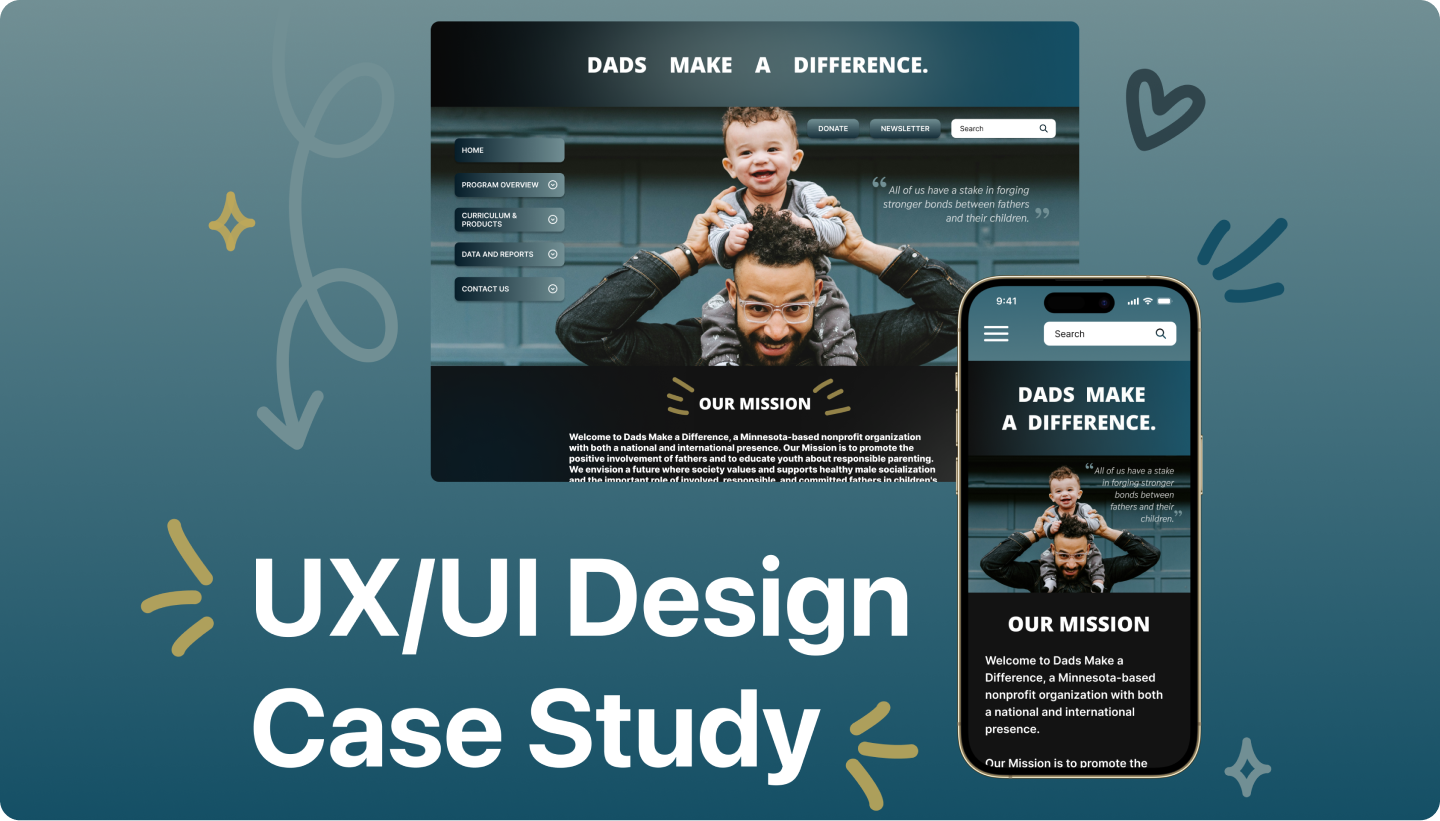 DADS MAKE A DIFFERENCE.
DONATE
NEWSLETTER
Search
HOME
PROGRAM OVERVIEW
CURRICULUM &
PRODUCTS
DATA AND REPORTS
CONTACT US
“ All of us have a stake in forging
stronger bonds between fathers
and their children. ”
OUR MISSION
Welcome to Dads Make a Difference, a Minnesota-based nonprofit organization
with both a national and international presence. Our Mission is to promote the
positive involvement of fathers and to educate youth about responsible parenting.
We envision a future where society values and supports healthy male socialization
and the important role of involved, responsible, and committed fathers in children's
9:41
Search
DADS MAKE
A DIFFERENCE.
“ All of us have a stake
in forging stronger
bonds between
fathers and their
children. ”
OUR MISSION
Welcome to Dads Make a
Difference, a Minnesota-based
nonprofit organization with both
a national and international
presence.
Our Mission is to promote the
UX/UI Design
Case Study